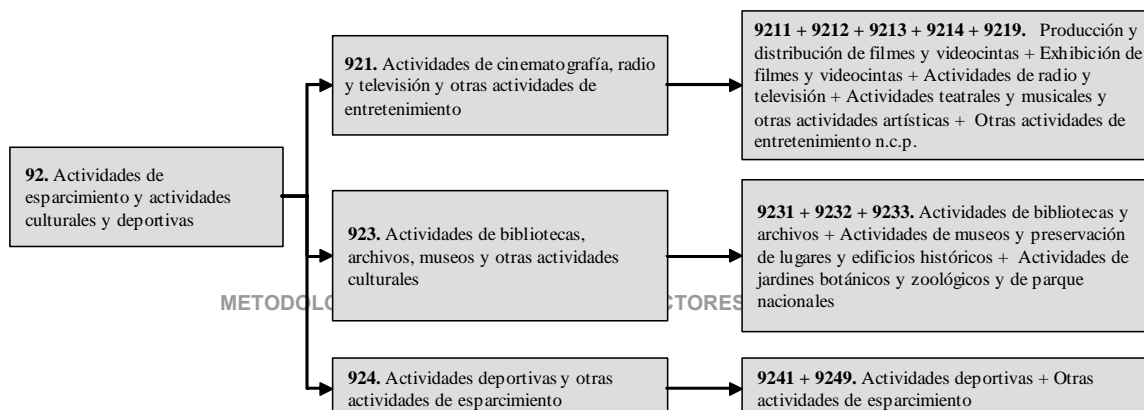 92. Actividades de
esparcimiento y actividades
culturales y deportivas
921. Actividades de cinematografía, radio
y televisión y otras actividades de
entretenimiento
9211 + 9212 + 9213 + 9214 + 9219. Producción y
distribución de filmes y videocintas + Exhibición de
filmes y videocintas + Actividades de radio y
televisión + Actividades teatrales y musicales y
otras actividades artísticas + Otras actividades de
entretenimiento n.c.p.
923. Actividades de bibliotecas,
archivos, museos y otras actividades
culturales
9231 + 9232 + 9233. Actividades de bibliotecas y
archivos + Actividades de museos y preservación
de lugares y edificios históricos + Actividades de
jardines botánicos y zoológicos y de parque
nacionales
924. Actividades deportivas y otras
actividades de esparcimiento
9241 + 9249. Actividades deportivas + Otras
actividades de esparcimiento